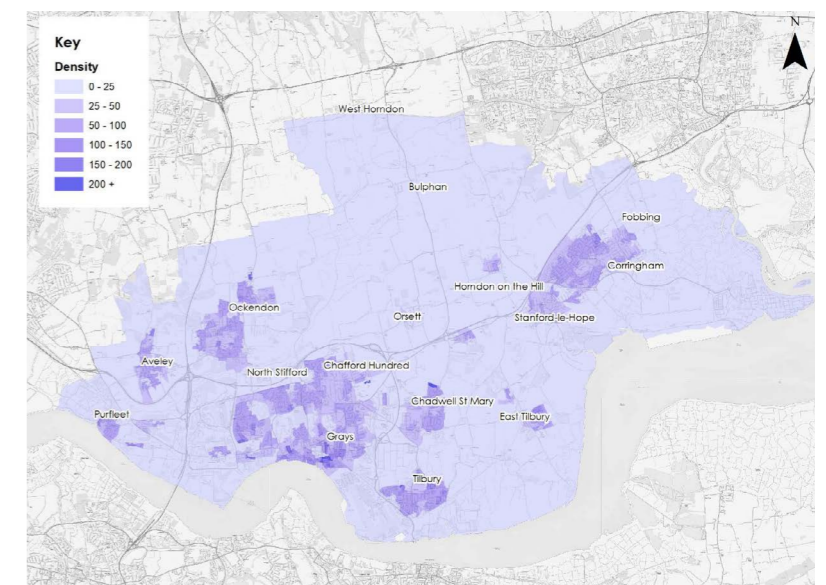 Key
Density
0 - 25
25 - 50
50 - 100
100 - 150
150 - 200
200 +
N
West Horndon
Bulphan
Fobbing
Corringham
Horndon on the Hill
Ockendon
Orsett
Stanford-le-Hope
Aveley
North Stifford
Chafford Hundred
Chadwell St Mary
Purfleet
East Tilbury
Grays
Tilbury